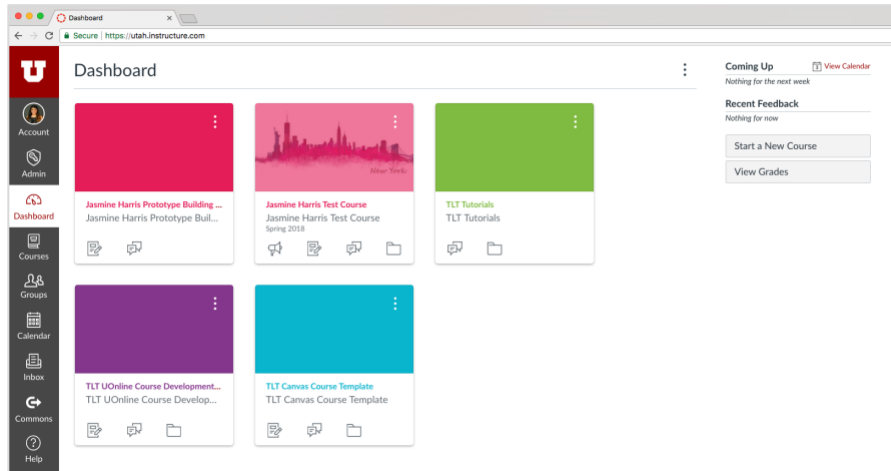 Dashboard
Secure | https://utah.instructure.com
U
Account
Admin
Dashboard
Courses
Groups
Calendar
Inbox
Commons
Help
Dashboard
New York
Jasmine Harris Prototype Building ...
Jasmine Harris Prototype Buil...
Jasmine Harris Test Course
Jasmine Harris Test Course
Spring 2018
TLT Tutorials
TLT Tutorials
TLT UOnline Course Development...
TLT UOnline Course Develop...
TLT Canvas Course Template
TLT Canvas Course Template
Coming Up
View Calendar
Nothing for the next week
Recent Feedback
Nothing for now
Start a New Course
View Grades